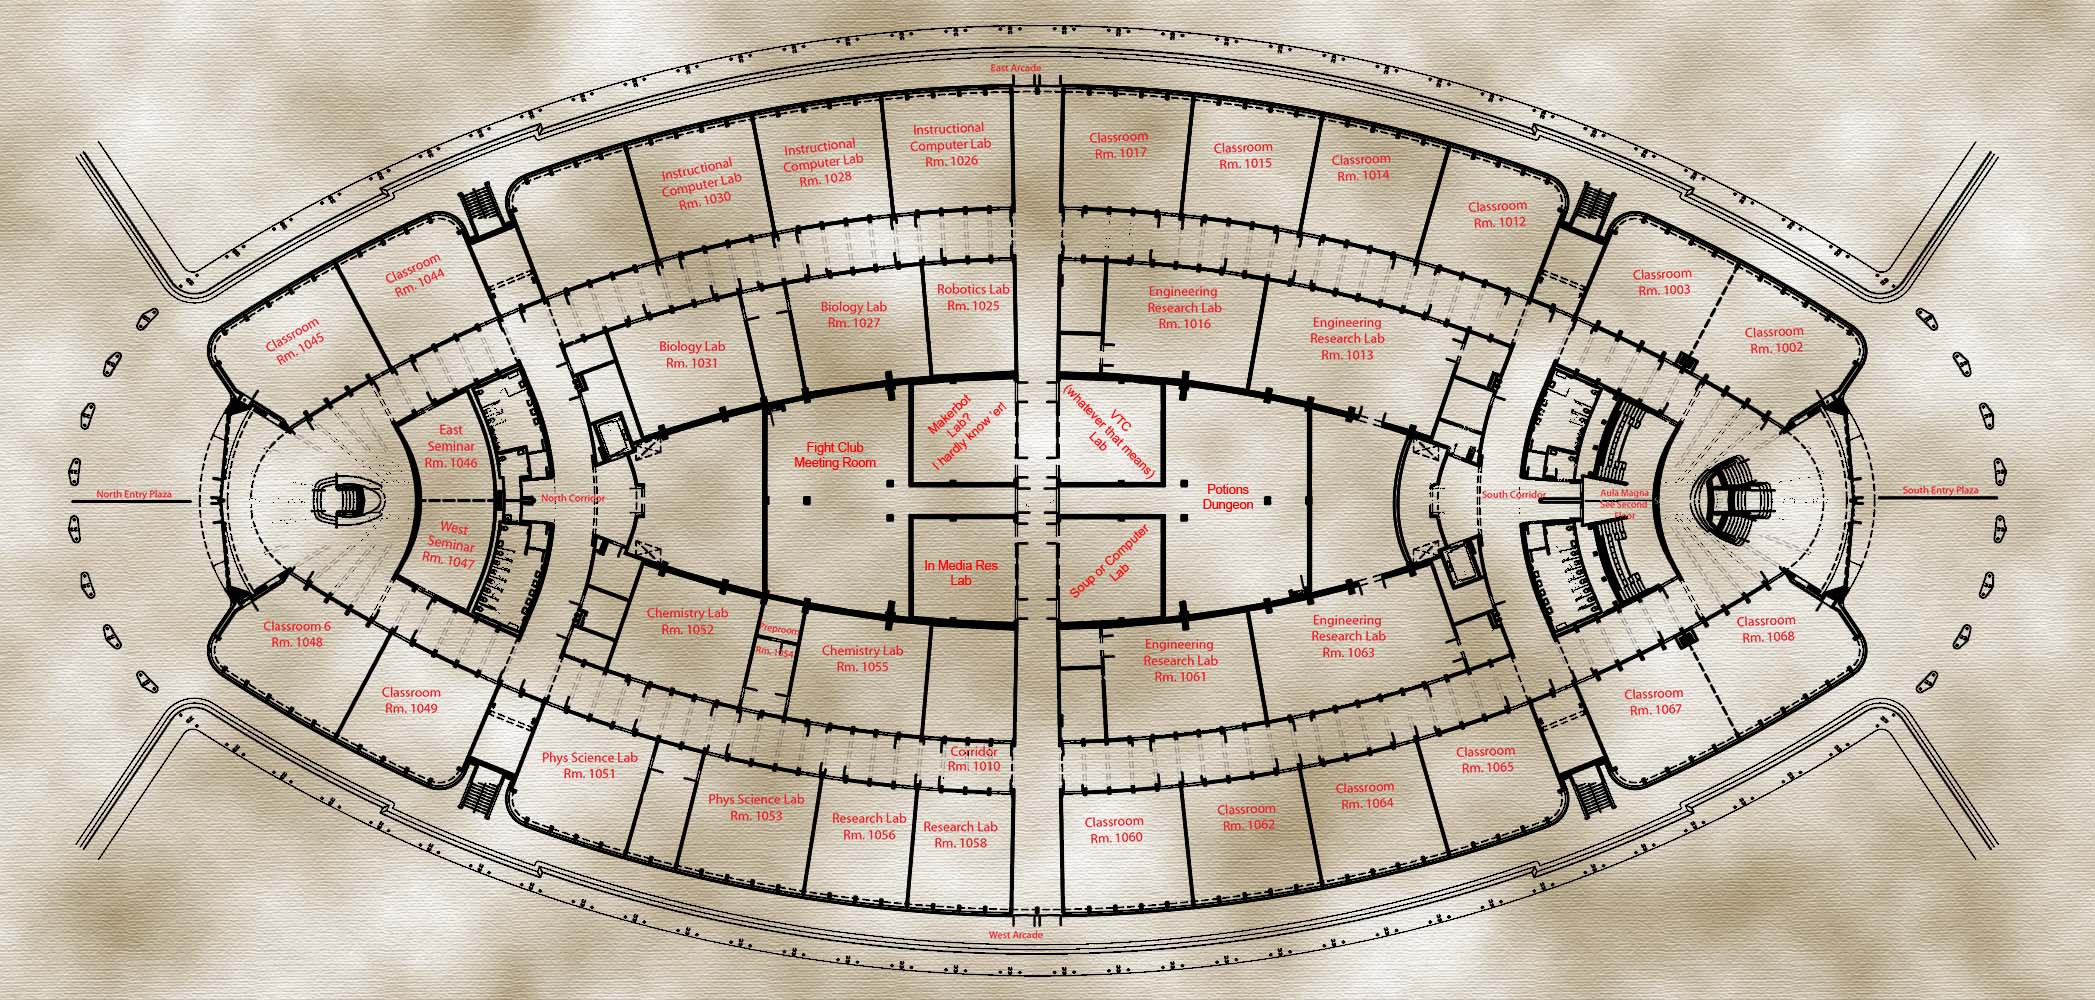 East Arcade
Instructional
Computer Lab
Rm. 1030
Instructional
Computer Lab
Rm. 1028
Instructional
Computer Lab
Rm. 1026
Classroom
Rm. 1017
Classroom
Rm. 1015
Classroom
Rm. 1014
Classroom
Rm. 1012
Classroom
Rm. 1045
Classroom
Rm. 1044
Classroom
Rm. 1003
Classroom
Rm. 1002
Biology Lab
Rm. 1031
Biology Lab
Rm. 1027
Robotics Lab
Rm. 1025
Engineering
Research Lab
Rm. 1016
Engineering
Research Lab
Rm. 1013
East
Seminar
Rm. 1046
Fight Club
Meeting Room
Makerbot
Lab?
I hardly know 'er!
VTC
(whatever that means)
Lab
North Entry Plaza
North Corridor
Potions
Dungeon
South Corridor
Aula Magna
See Second
Floor
South Entry Plaza
West
Seminar
Rm. 1047
In Media Res
Lab
Soup or Computer
Lab
Classroom 6
Rm. 1048
Classroom
Rm. 1049
Chemistry Lab
Rm. 1052
Preproom
Rm. 1054
Chemistry Lab
Rm. 1055
Engineering
Research Lab
Rm. 1061
Engineering
Research Lab
Rm. 1063
Classroom
Rm. 1068
Classroom
Rm. 1067
Corridor
Rm. 1010
Phys Science Lab
Rm. 1051
Phys Science Lab
Rm. 1053
Research Lab
Rm. 1056
Research Lab
Rm. 1058
Classroom
Rm. 1060
Classroom
Rm. 1062
Classroom
Rm. 1064
Classroom
Rm. 1065
West Arcade